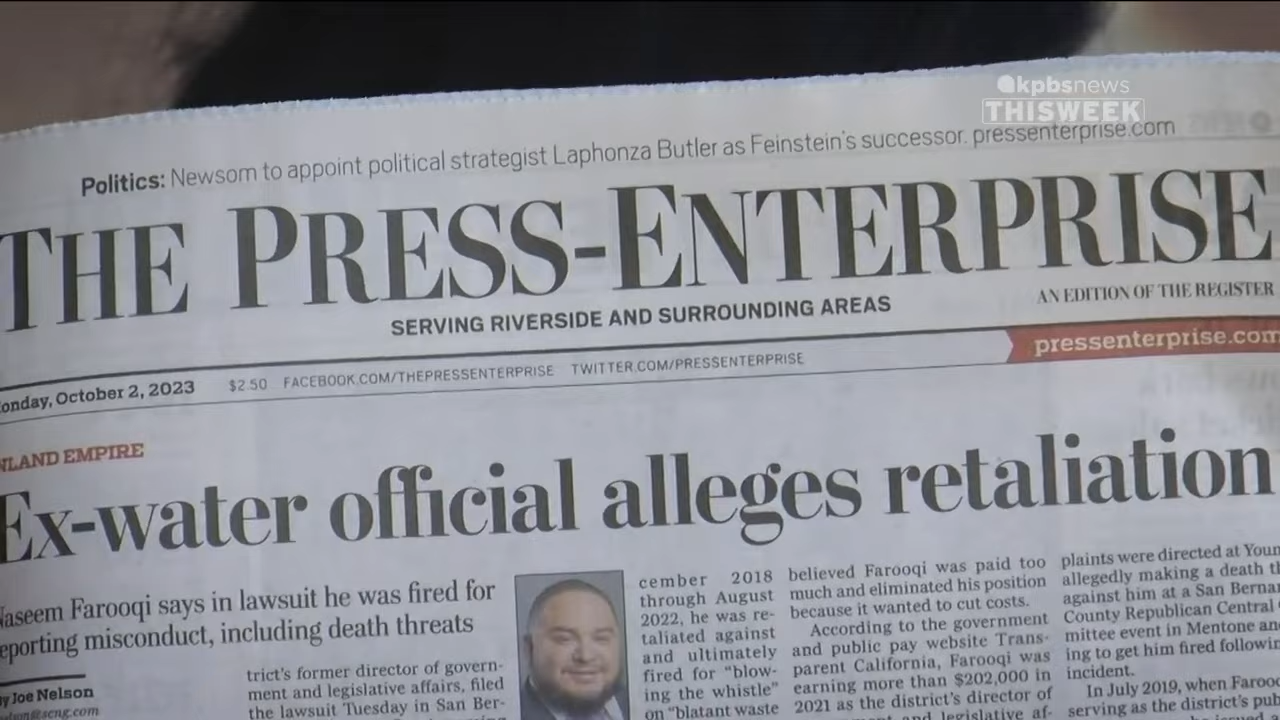 kpbsnews
THISWEEK
Politics: Newsom to appoint political strategist Laphonza Butler as Feinstein's successor. pressenterprise.com
THE PRESS-ENTERPRISE
SERVING RIVERSIDE AND SURROUNDING AREAS
AN EDITION OF THE REGISTER
onday, October 2, 2023 $2.50 FACEBOOK.COM/THEPRESSENTERPRISE TWITTER.COM/PRESSENTERPRISE
pressenterprise.com
NLAND EMPIRE
Ex-water official alleges retaliation
Naseem Farooqi says in lawsuit he was fired for
eporting misconduct, including death threats
y Joe Nelson
trict's former director of govern-
ment and legislative affairs, filed
the lawsuit Tuesday in San Ber-
cember 2018
through August
2022, he was re-
taliated against
and ultimately
fired for "blow-
ing the whistle"
on "blatant waste
believed Farooqi was paid too
much and eliminated his position
because it wanted to cut costs.
According to the government
and public pay website Trans-
parent California, Farooqi was
earning more than $202,000 in
2021 as the district's director of
and legislative af-
plaints were directed at Youn
allegedly making a death th
against him at a San Berna
County Republican Central
mittee event in Mentone an
ing to get him fired followin
incident.
In July 2019, when Farooq
serving as the district's pub